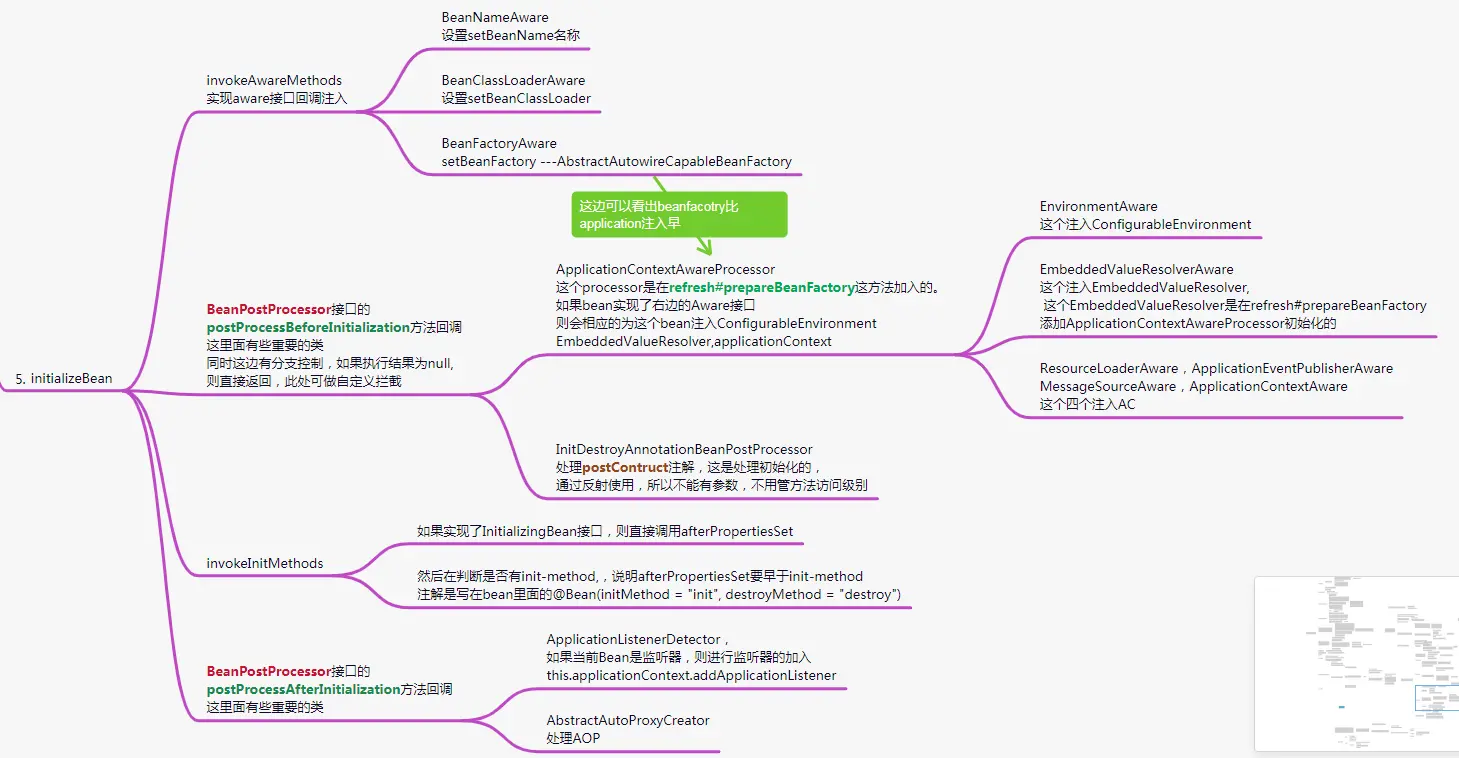 5. initializeBean
invokeAwareMethods
实现aware接口回调注入
BeanNameAware
设置setBeanName名称
BeanClassLoaderAware
设置setBeanClassLoader
BeanFactoryAware
setBeanFactory ---AbstractAutowireCapableBeanFactory
这边可以看出beanfacotry比
application注入早
BeanPostProcessor接口的
postProcessBeforeInitialization方法回调
这里面有些重要的类
同时这边有分支控制，如果执行结果为null,
则直接返回，此处可做自定义拦截
ApplicationContextAwareProcessor
这个processor是在refresh#prepareBeanFactory这方法加入的。
如果bean实现了右边的Aware接口
则会相应的为这个bean注入ConfigurableEnvironment
EmbeddedValueResolver,applicationContext
EnvironmentAware
这个注入ConfigurableEnvironment
EmbeddedValueResolverAware
这个注入EmbeddedValueResolver,
这个EmbeddedValueResolver是在refresh#prepareBeanFactory
添加ApplicationContextAwareProcessor初始化的
ResourceLoaderAware，ApplicationEventPublisherAware
MessageSourceAware，ApplicationContextAware
这个四个注入AC
InitDestroyAnnotationBeanPostProcessor
处理postContruct注解，这是处理初始化的，
通过反射使用，所以不能有参数，不用管方法访问级别
invokeInitMethods
如果实现了InitializingBean接口，则直接调用afterPropertiesSet
然后在判断是否有init-method,，说明afterPropertiesSet要早于init-method
注解是写在bean里面的@Bean(initMethod = "init", destroyMethod = "destroy")
BeanPostProcessor接口的
postProcessAfterInitialization方法回调
这里面有些重要的类
ApplicationListenerDetector，
如果当前Bean是监听器，则进行监听器的加入
this.applicationContext.addApplicationListener
AbstractAutoProxyCreator
处理AOP